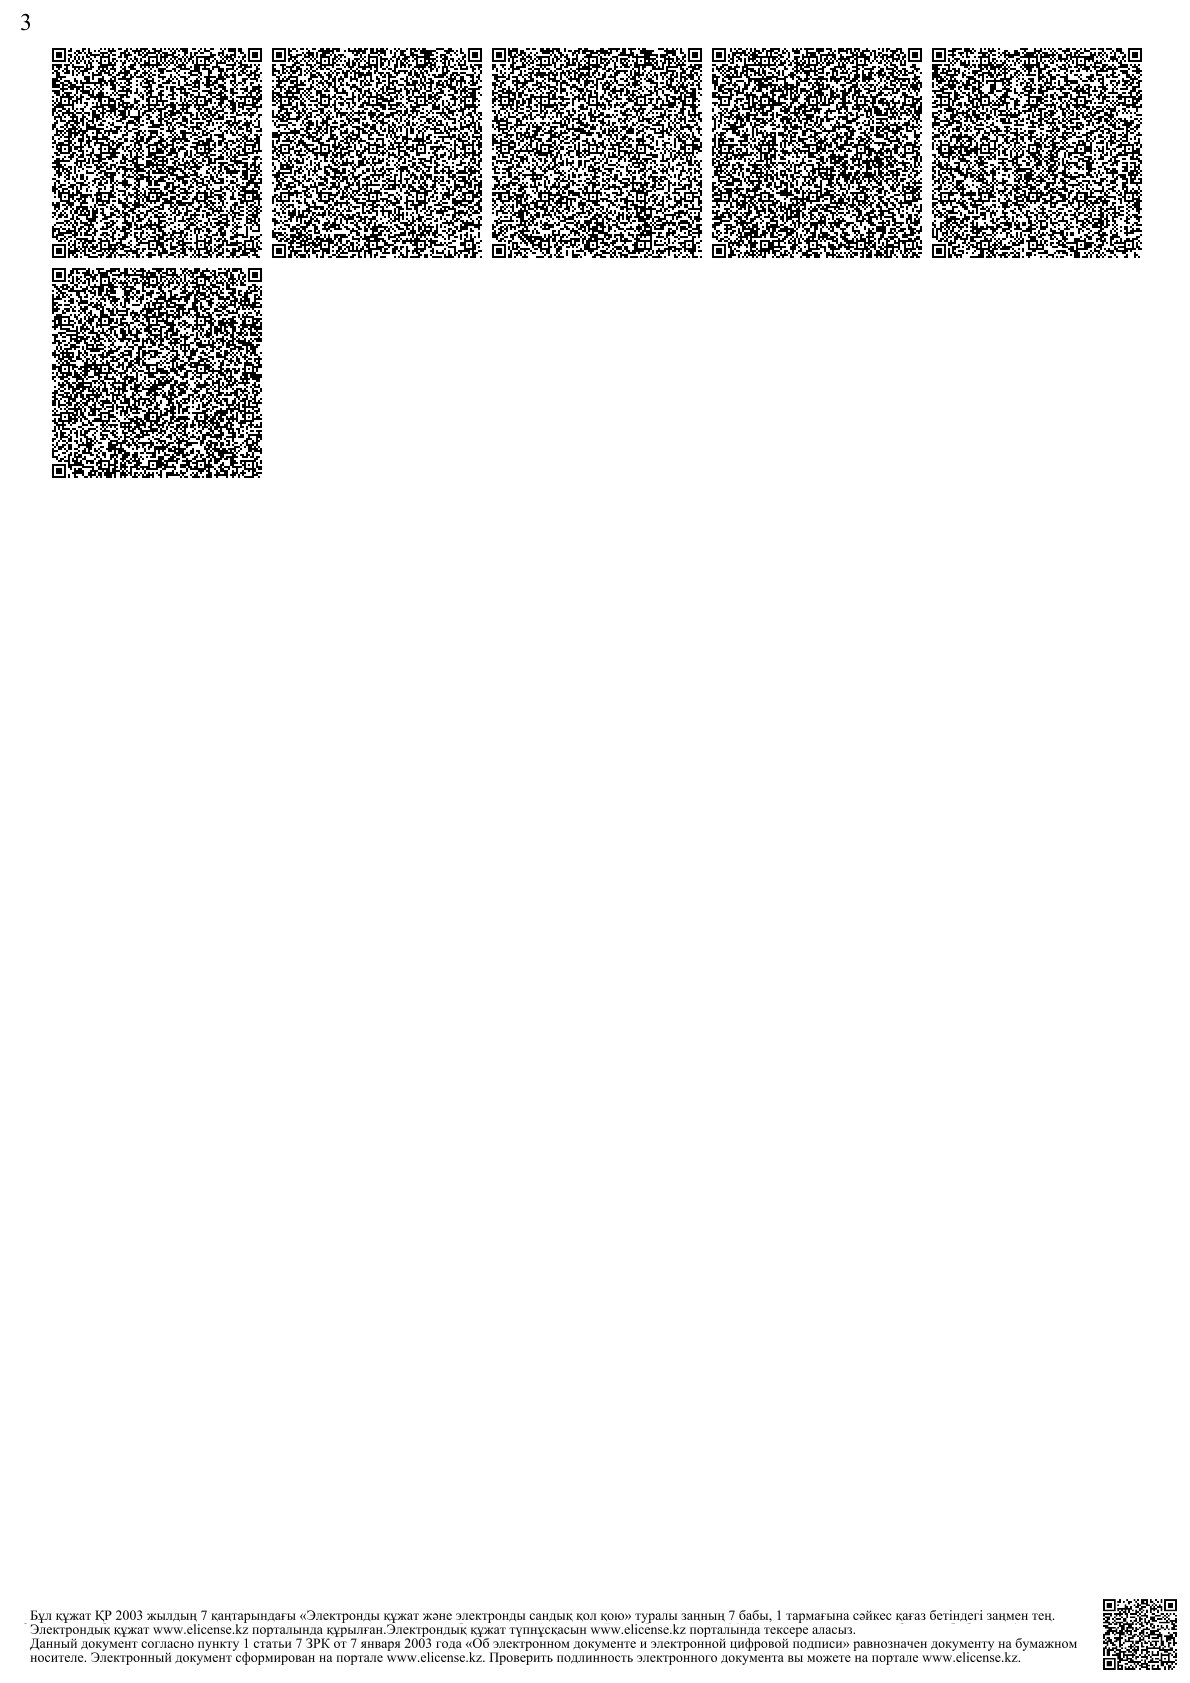 3
Бұл құжат ҚР 2003 жылдың 7 қаңтарындағы «Электронды құжат және электронды сандық қол қою» туралы заңның 7 бабы, 1 тармағына сәйкес қағаз бетіндегі заңмен тең.
Электрондық құжат www.elicense.kz порталында құрылған.Электрондық құжат түпнұсқасын www.elicense.kz порталында тексере аласыз.
Данный документ согласно пункту 1 статьи 7 ЗРК от 7 января 2003 года «Об электронном документе и электронной цифровой подписи» равнозначен документу на бумажном
носителе. Электронный документ сформирован на портале www.elicense.kz. Проверить подлинность электронного документа вы можете на портале www.elicense.kz.